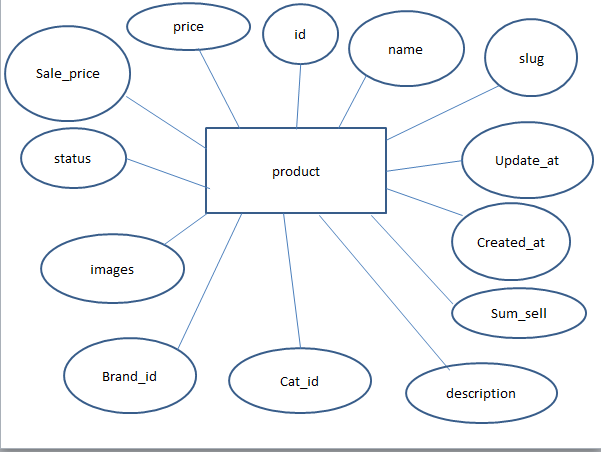 price
id
name
slug
Sale_price
status
product
Update_at
Created_at
images
Sum_sell
Brand_id
Cat_id
description